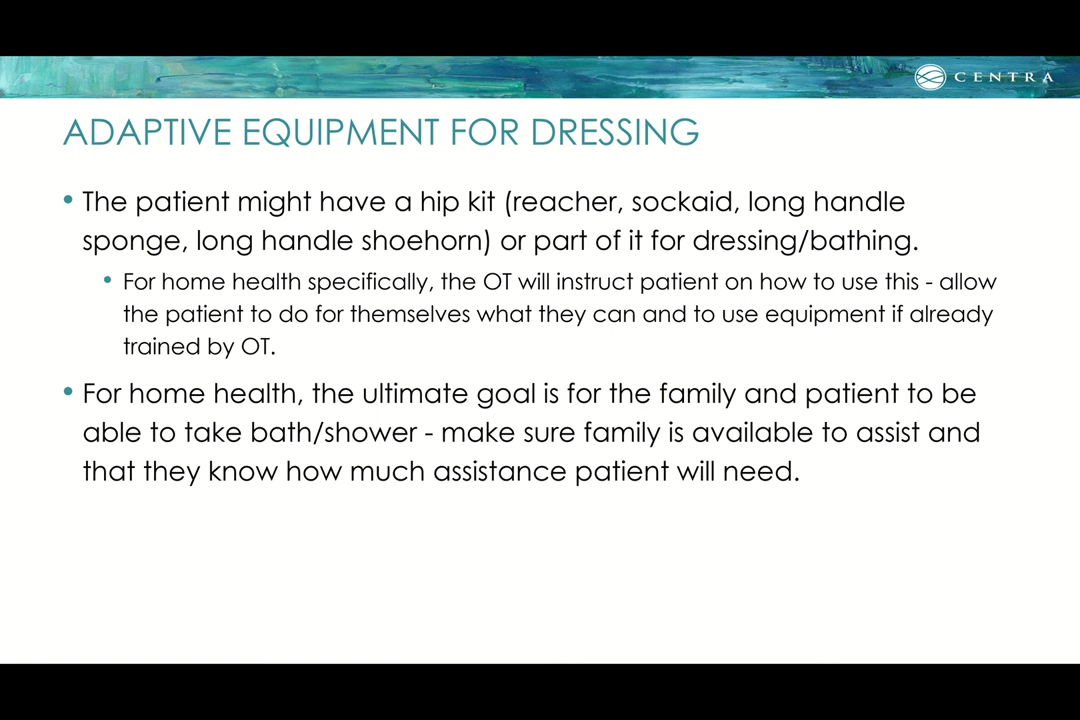 CENTRA
ADAPTIVE EQUIPMENT FOR DRESSING
• The patient might have a hip kit (reacher, sockaid, long handle
sponge, long handle shoehorn) or part of it for dressing/bathing.
• For home health specifically, the OT will instruct patient on how to use this - allow
the patient to do for themselves what they can and to use equipment if already
trained by OT.
• For home health, the ultimate goal is for the family and patient to be
able to take bath/shower - make sure family is available to assist and
that they know how much assistance patient will need.